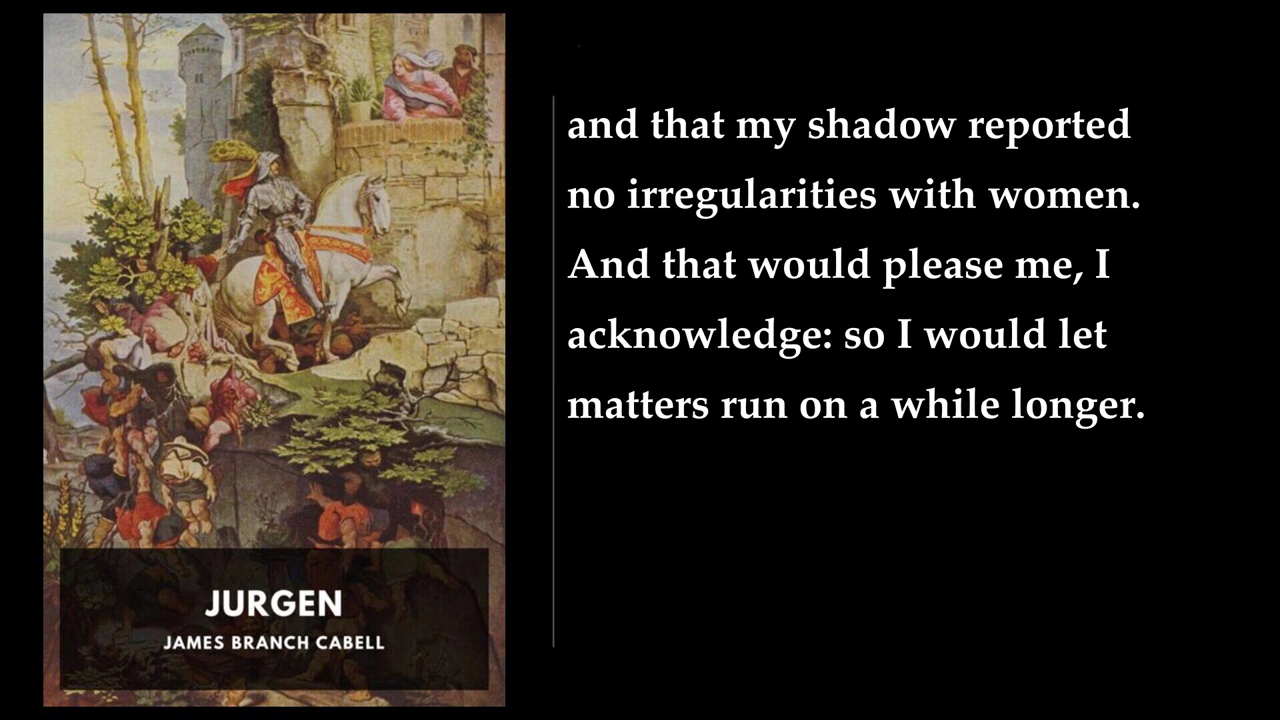 and that my shadow reported
no irregularities with women.
And that would please me, I
acknowledge: so I would let
matters run on a while longer.
JURGEN
JAMES BRANCH CABELL